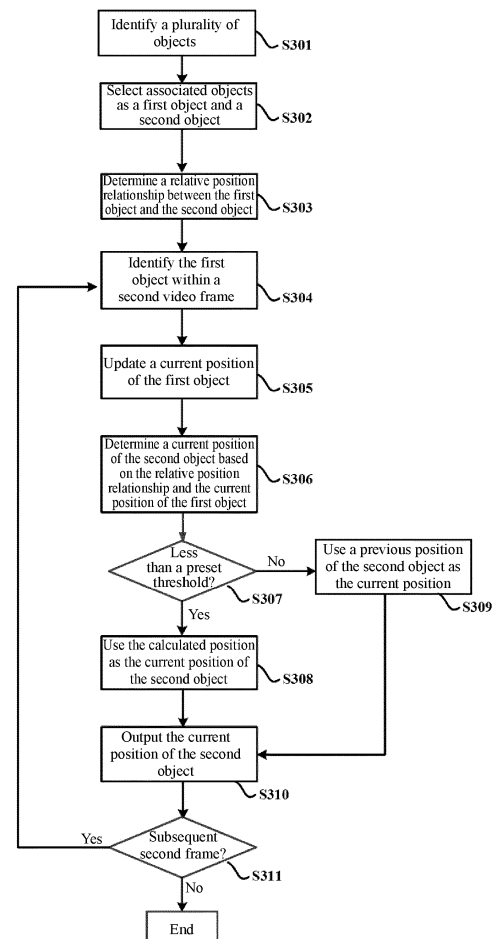 Identify a plurality of
objects
S301
Select associated objects
as a first object and a
second object
S302
Determine a relative position
relationship between the first
object and the second object
S303
Identify the first
object within a
second video frame
S304
Update a current position
of the first object
S305
Determine a current position
of the second object based
on the relative position
relationship and the current
position of the first object
S306
Less
than a preset
threshold?
No
S307
Yes
Use a previous position
of the second object as
the current position
S309
Use the calculated position
as the current position of
the second object
S308
Output the current
position of the second
object
S310
Yes
Subsequent
second frame?
S311
No
End